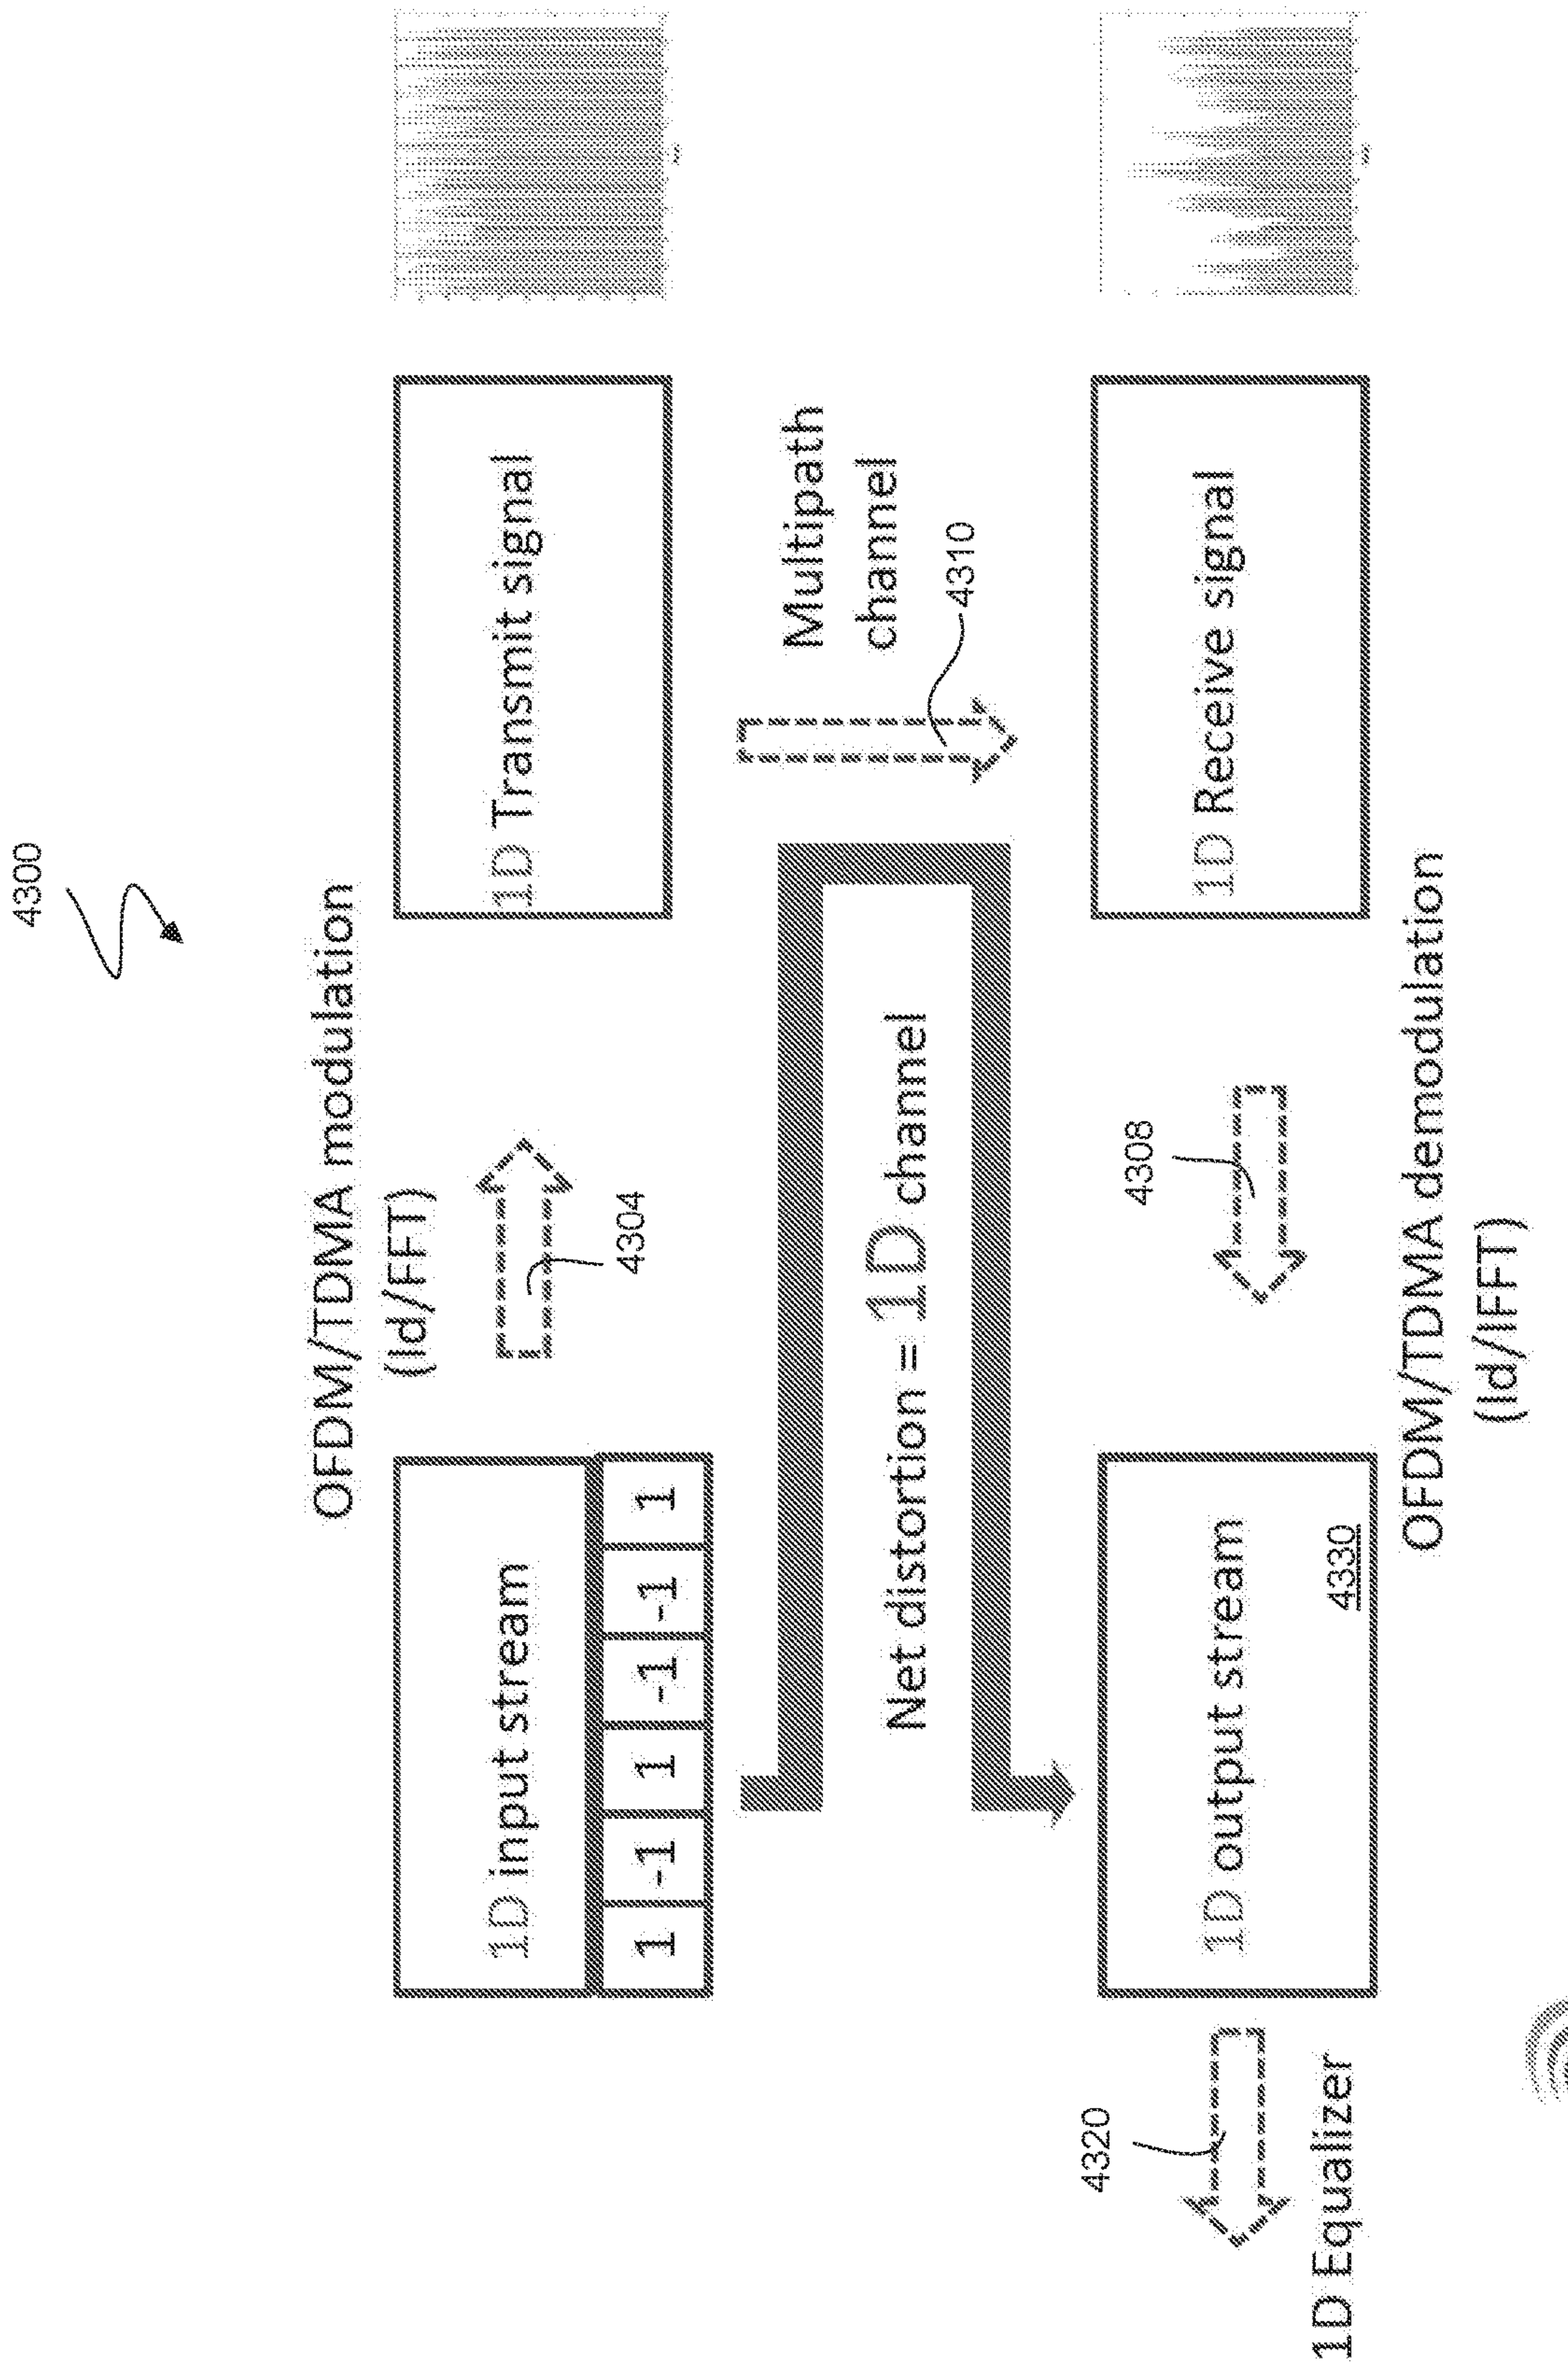 4300
OFDM/TDMA modulation
(Id/FFT)
1D input stream
1 -1 1 -1 -1 1
4304
1D Transmit signal
Multipath
channel
4310
Net distortion = 1D channel
4320
1D Equalizer
1D output stream
4330
4308
1D Receive signal
OFDM/TDMA demodulation
(Id/IFFT)